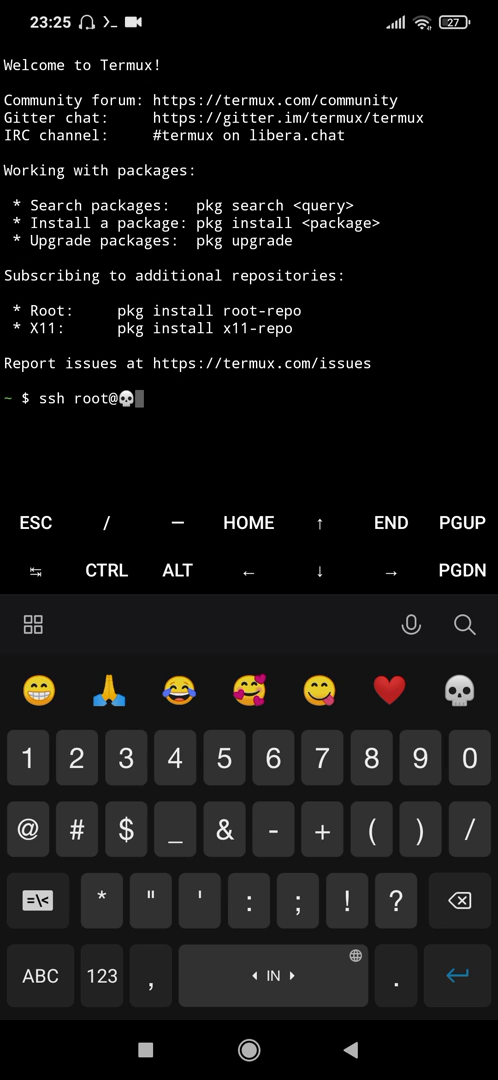 23:25 27
Welcome to Termux!
Community forum: https://termux.com/community
Gitter chat:     https://gitter.im/termux/termux
IRC channel:     #termux on libera.chat
Working with packages:
* Search packages:   pkg search <query>
* Install a package: pkg install <package>
* Upgrade packages:  pkg upgrade
Subscribing to additional repositories:
* Root:     pkg install root-repo
* X11:      pkg install x11-repo
Report issues at https://termux.com/issues
~ $ ssh root@💀
ESC / — HOME ↑ END PGUP
↹ CTRL ALT ← ↓ → PGDN
😁 🙏 😂 🥰 😋 ❤️ 💀
1 2 3 4 5 6 7 8 9 0
@ # $ _ & - + ( ) /
=\< * " ' : ; ! ?
ABC 123 , IN .